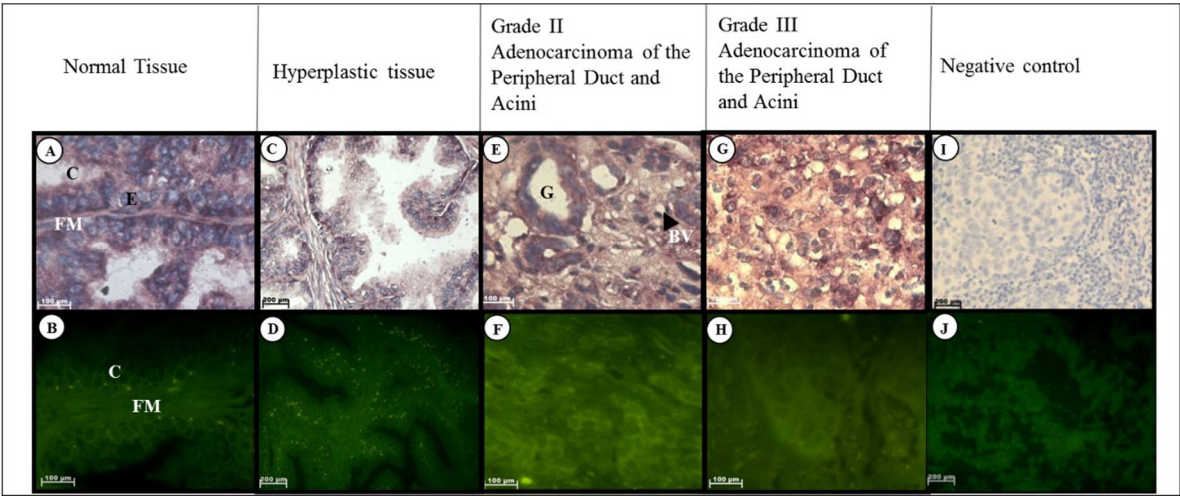 Normal Tissue
Hyperplastic tissue
Grade II
Adenocarcinoma of the
Peripheral Duct and
Acini
Grade III
Adenocarcinoma of
the Peripheral Duct
and Acini
Negative control
A
C
E
FM
100 µm
C
200 µm
E
G
BV
100 µm
G
100 µm
I
200 µm
B
C
FM
100 µm
D
200 µm
F
100 µm
H
100 µm
J
200 µm